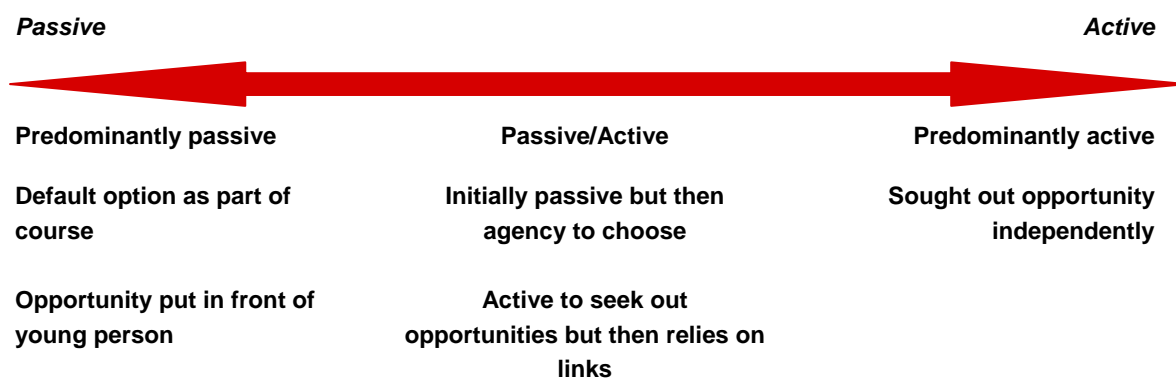 Passive
Active
Predominantly passive
Passive/Active
Predominantly active
Default option as part of
course
Initially passive but then
agency to choose
Sought out opportunity
independently
Opportunity put in front of
young person
Active to seek out
opportunities but then relies on
links